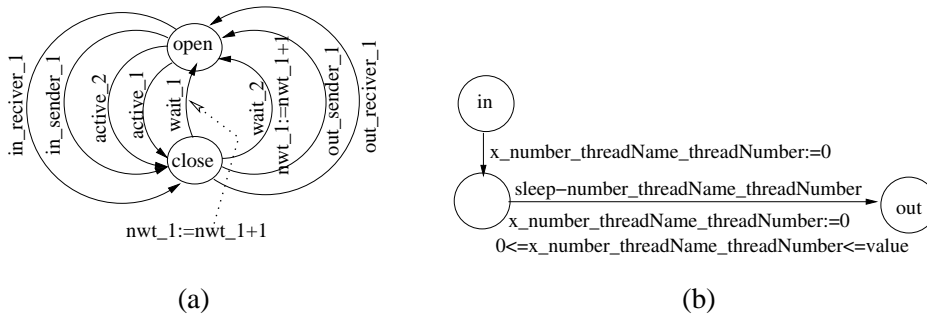 open
in_reciver_1
in_sender_1
active_2
active_1
wait_1
wait_2
nwt_1:=nwt_1+1
out_sender_1
out_reciver_1
close
nwt_1:=nwt_1+1
(a)
in
x_number_threadName_threadNumber:=0
sleep−number_threadName_threadNumber
out
x_number_threadName_threadNumber:=0
0<=x_number_threadName_threadNumber<=value
(b)